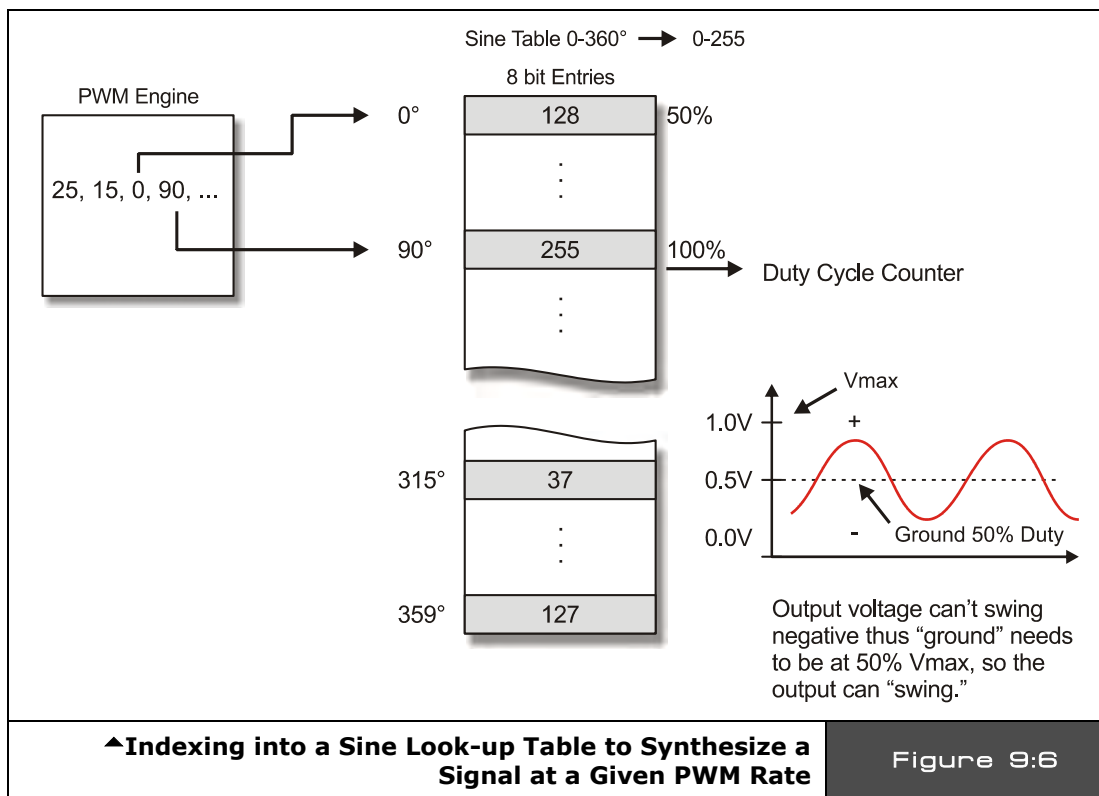 Sine Table 0-360° → 0-255
8 bit Entries
PWM Engine
25, 15, 0, 90, ...
0°
128
50%
90°
255
100%
Duty Cycle Counter
315°
37
359°
127
Vmax
1.0V
+
0.5V
0.0V
-
Ground 50% Duty
Output voltage can’t swing
negative thus “ground” needs
to be at 50% Vmax, so the
output can “swing.”
▲Indexing into a Sine Look-up Table to Synthesize a
Signal at a Given PWM Rate
Figure 9:6